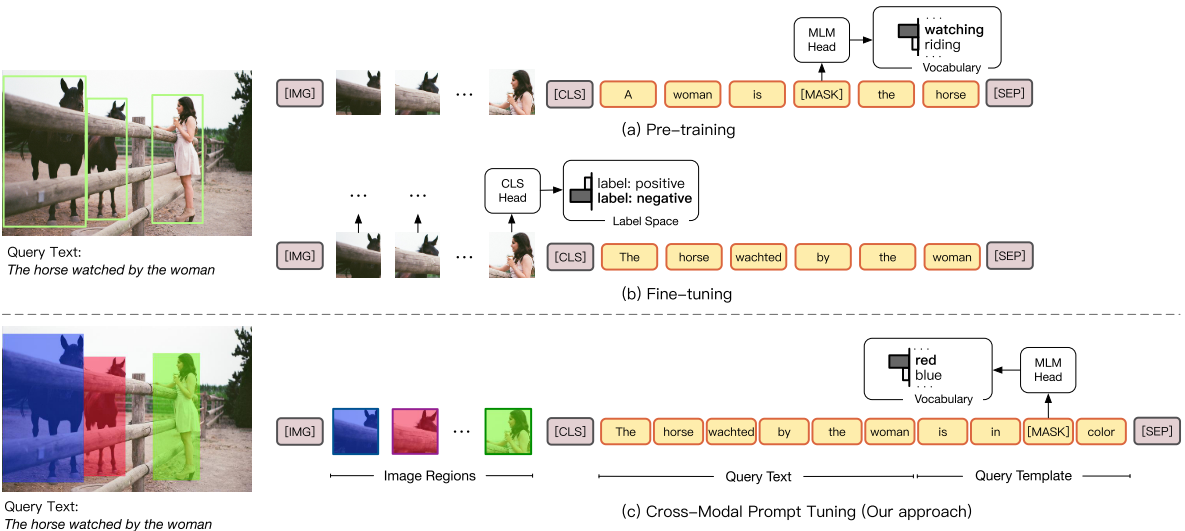 MLM
Head
. . .
watching
riding
Vocabulary
[IMG] ... [CLS] A woman is [MASK] the horse [SEP]
(a) Pre-training
CLS
Head
label: positive
label: negative
Label Space
... ...
[IMG] ... [CLS] The horse wachted by the woman [SEP]
(b) Fine-tuning
Query Text:
The horse watched by the woman
. . .
red
blue
. . .
Vocabulary
MLM
Head
[IMG] ... [CLS] The horse wachted by the woman is in [MASK] color [SEP]
Image Regions Query Text Query Template
(c) Cross-Modal Prompt Tuning (Our approach)
Query Text:
The horse watched by the woman